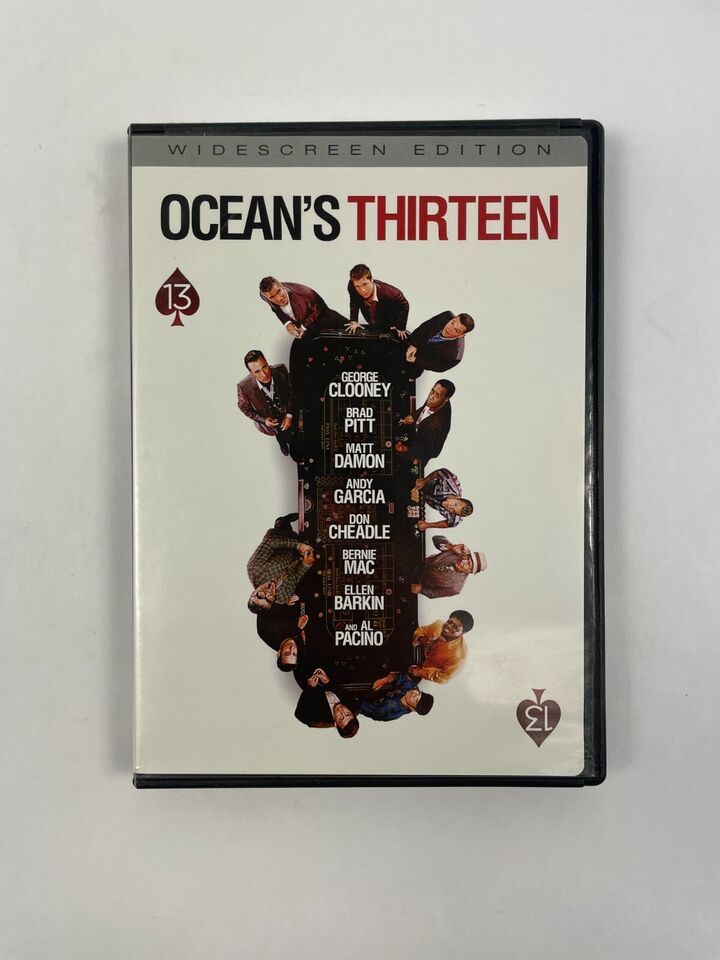 WIDESCREEN EDITION
OCEAN'S THIRTEEN
13
GEORGE
CLOONEY
BRAD
PITT
MATT
DAMON
ANDY
GARCIA
DON
CHEADLE
BERNIE
MAC
ELLEN
BARKIN
AND AL
PACINO
13